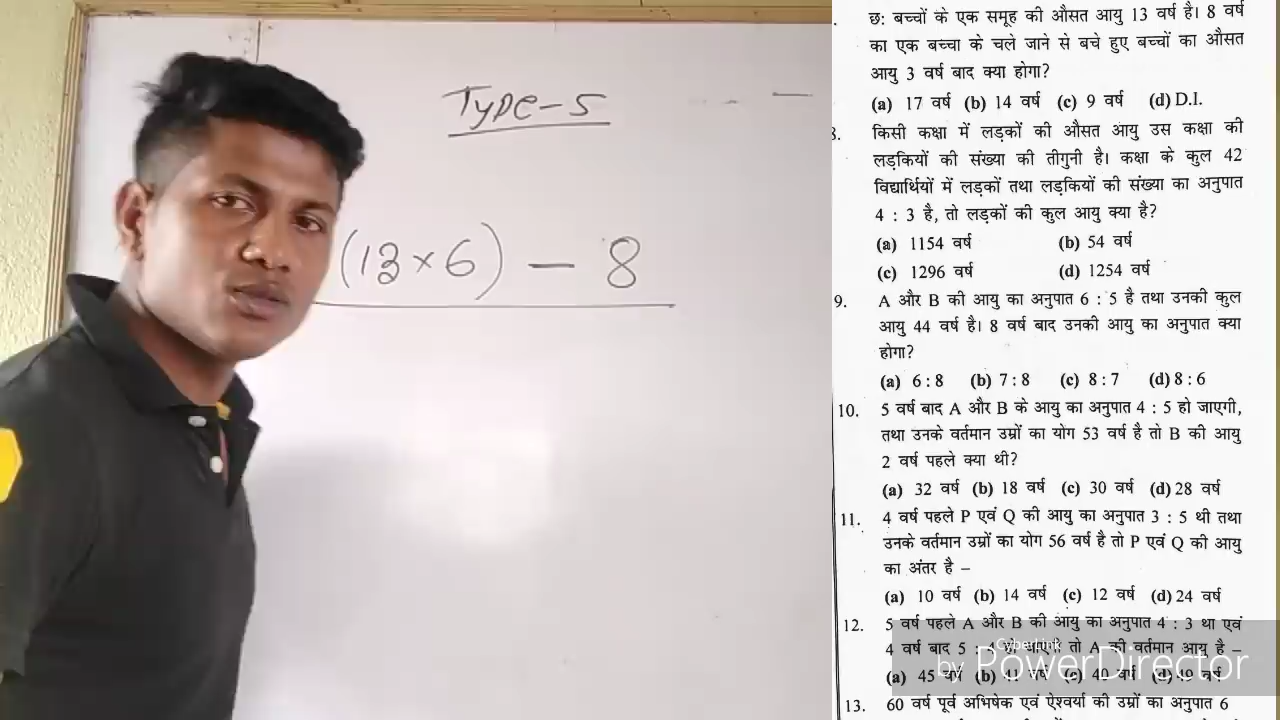 Type-5
(13×6) - 8
छ: बच्चों के एक समूह की औसत आयु 13 वर्ष है। 8 वर्ष
का एक बच्चा के चले जाने से बचे हुए बच्चों का औसत
आयु 3 वर्ष बाद क्या होगा?
(a) 17 वर्ष (b) 14 वर्ष (c) 9 वर्ष (d) D.I.
8. किसी कक्षा में लड़कों की औसत आयु उस कक्षा की
लड़कियों की संख्या की तीगुनी है। कक्षा के कुल 42
विद्यार्थियों में लड़कों तथा लड़कियों की संख्या का अनुपात
4 : 3 है, तो लड़कों की कुल आयु क्या है?
(a) 1154 वर्ष (b) 54 वर्ष
(c) 1296 वर्ष (d) 1254 वर्ष
9. A और B की आयु का अनुपात 6 : 5 है तथा उनकी कुल
आयु 44 वर्ष है। 8 वर्ष बाद उनकी आयु का अनुपात क्या
होगा?
(a) 6 : 8 (b) 7 : 8 (c) 8 : 7 (d) 8 : 6
10. 5 वर्ष बाद A और B के आयु का अनुपात 4 : 5 हो जाएगी,
तथा उनके वर्तमान उम्रों का योग 53 वर्ष है तो B की आयु
2 वर्ष पहले क्या थी?
(a) 32 वर्ष (b) 18 वर्ष (c) 30 वर्ष (d) 28 वर्ष
11. 4 वर्ष पहले P एवं Q की आयु का अनुपात 3 : 5 थी तथा
उनके वर्तमान उम्रों का योग 56 वर्ष है तो P एवं Q की आयु
का अंतर है –
(a) 10 वर्ष (b) 14 वर्ष (c) 12 वर्ष (d) 24 वर्ष
12. 5 वर्ष पहले A और B की आयु का अनुपात 4 : 3 था एवं
4 वर्ष बाद 5 : तो A की वर्तमान आयु है –
(a) 45 वर्ष (b) 41 वर्ष (c) 40 वर्ष (d) 49 वर्ष
CyberLink
by PowerDirector
13. 60 वर्ष पूर्व अभिषेक एवं ऐश्वर्या की उम्रों का अनुपात 6